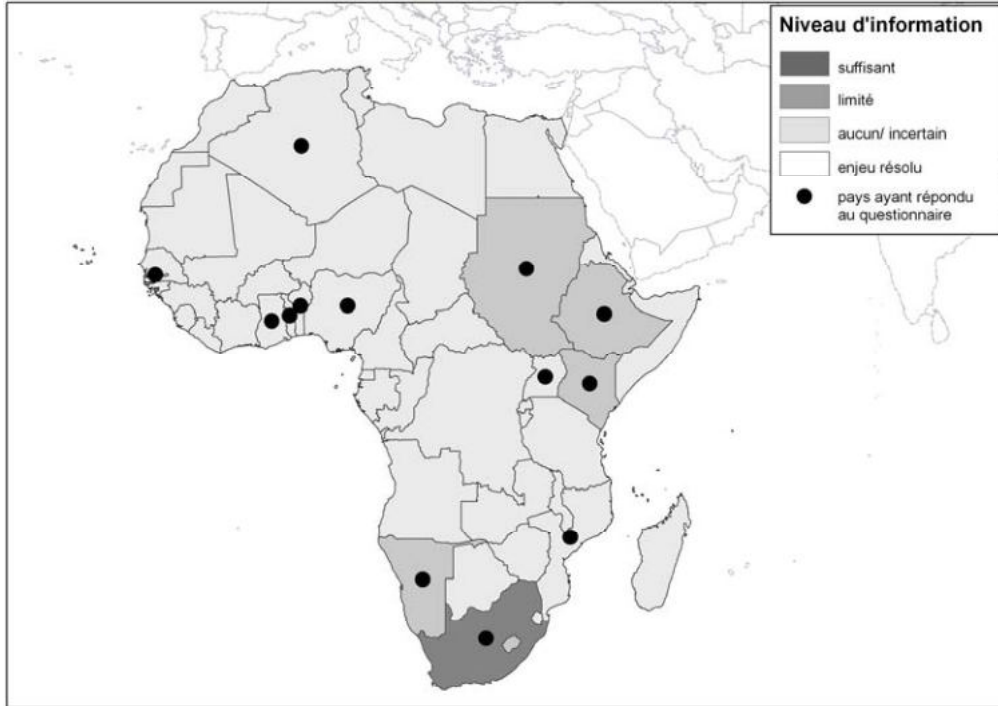 Niveau d'information
suffisant
limité
aucun/ incertain
enjeu résolu
pays ayant répondu
au questionnaire